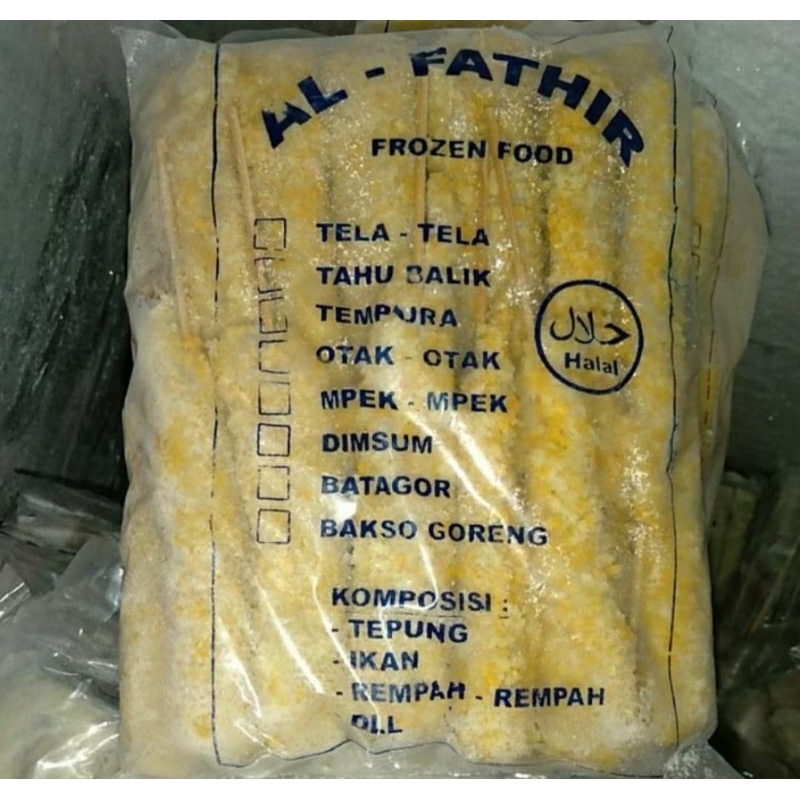 AL - FATHIR
FROZEN FOOD
TELA - TELA
TAHU BALIK
TEMPURA
OTAK - OTAK
MPEK - MPEK
DIMSUM
BATAGOR
BAKSO GORENG
حلال
Halal
KOMPOSISI :
- TEPUNG
- IKAN
- REMPAH - REMPAH
DLL